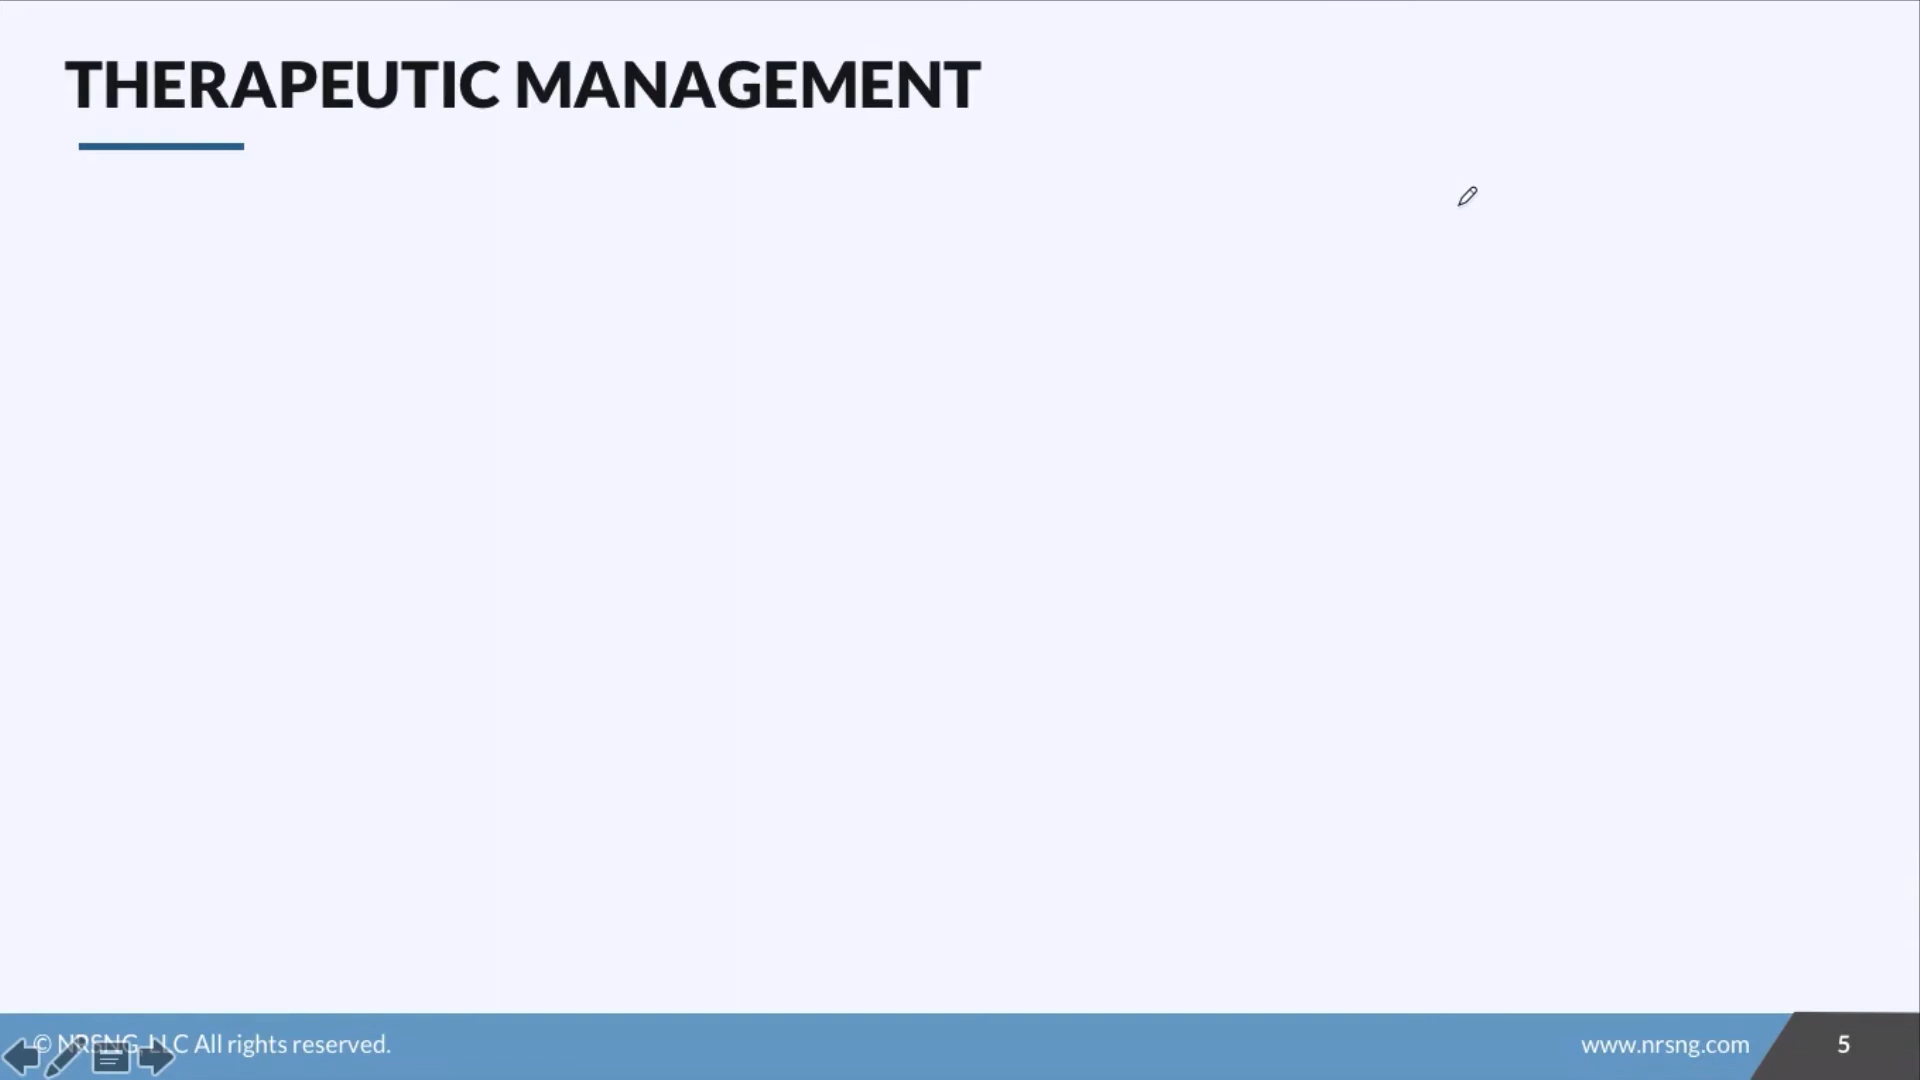 THERAPEUTIC MANAGEMENT
© NRSNG, LLC All rights reserved.
www.nrsng.com
5